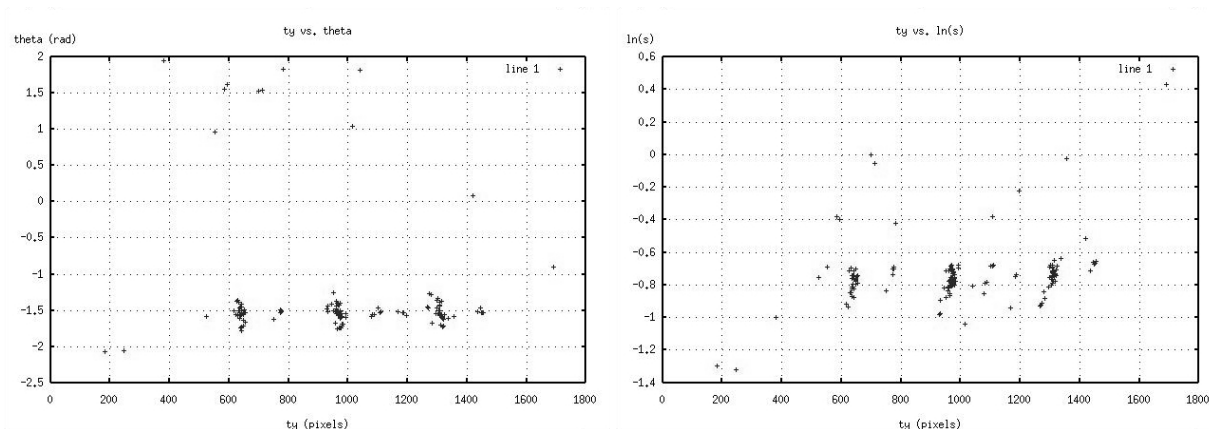 ty vs. theta
theta (rad)
line 1
2
1.5
1
0.5
0
-0.5
-1
-1.5
-2
-2.5
0 200 400 600 800 1000 1200 1400 1600 1800
ty (pixels)
ty vs. ln(s)
ln(s)
line 1
0.6
0.4
0.2
0
-0.2
-0.4
-0.6
-0.8
-1
-1.2
-1.4
0 200 400 600 800 1000 1200 1400 1600 1800
ty (pixels)